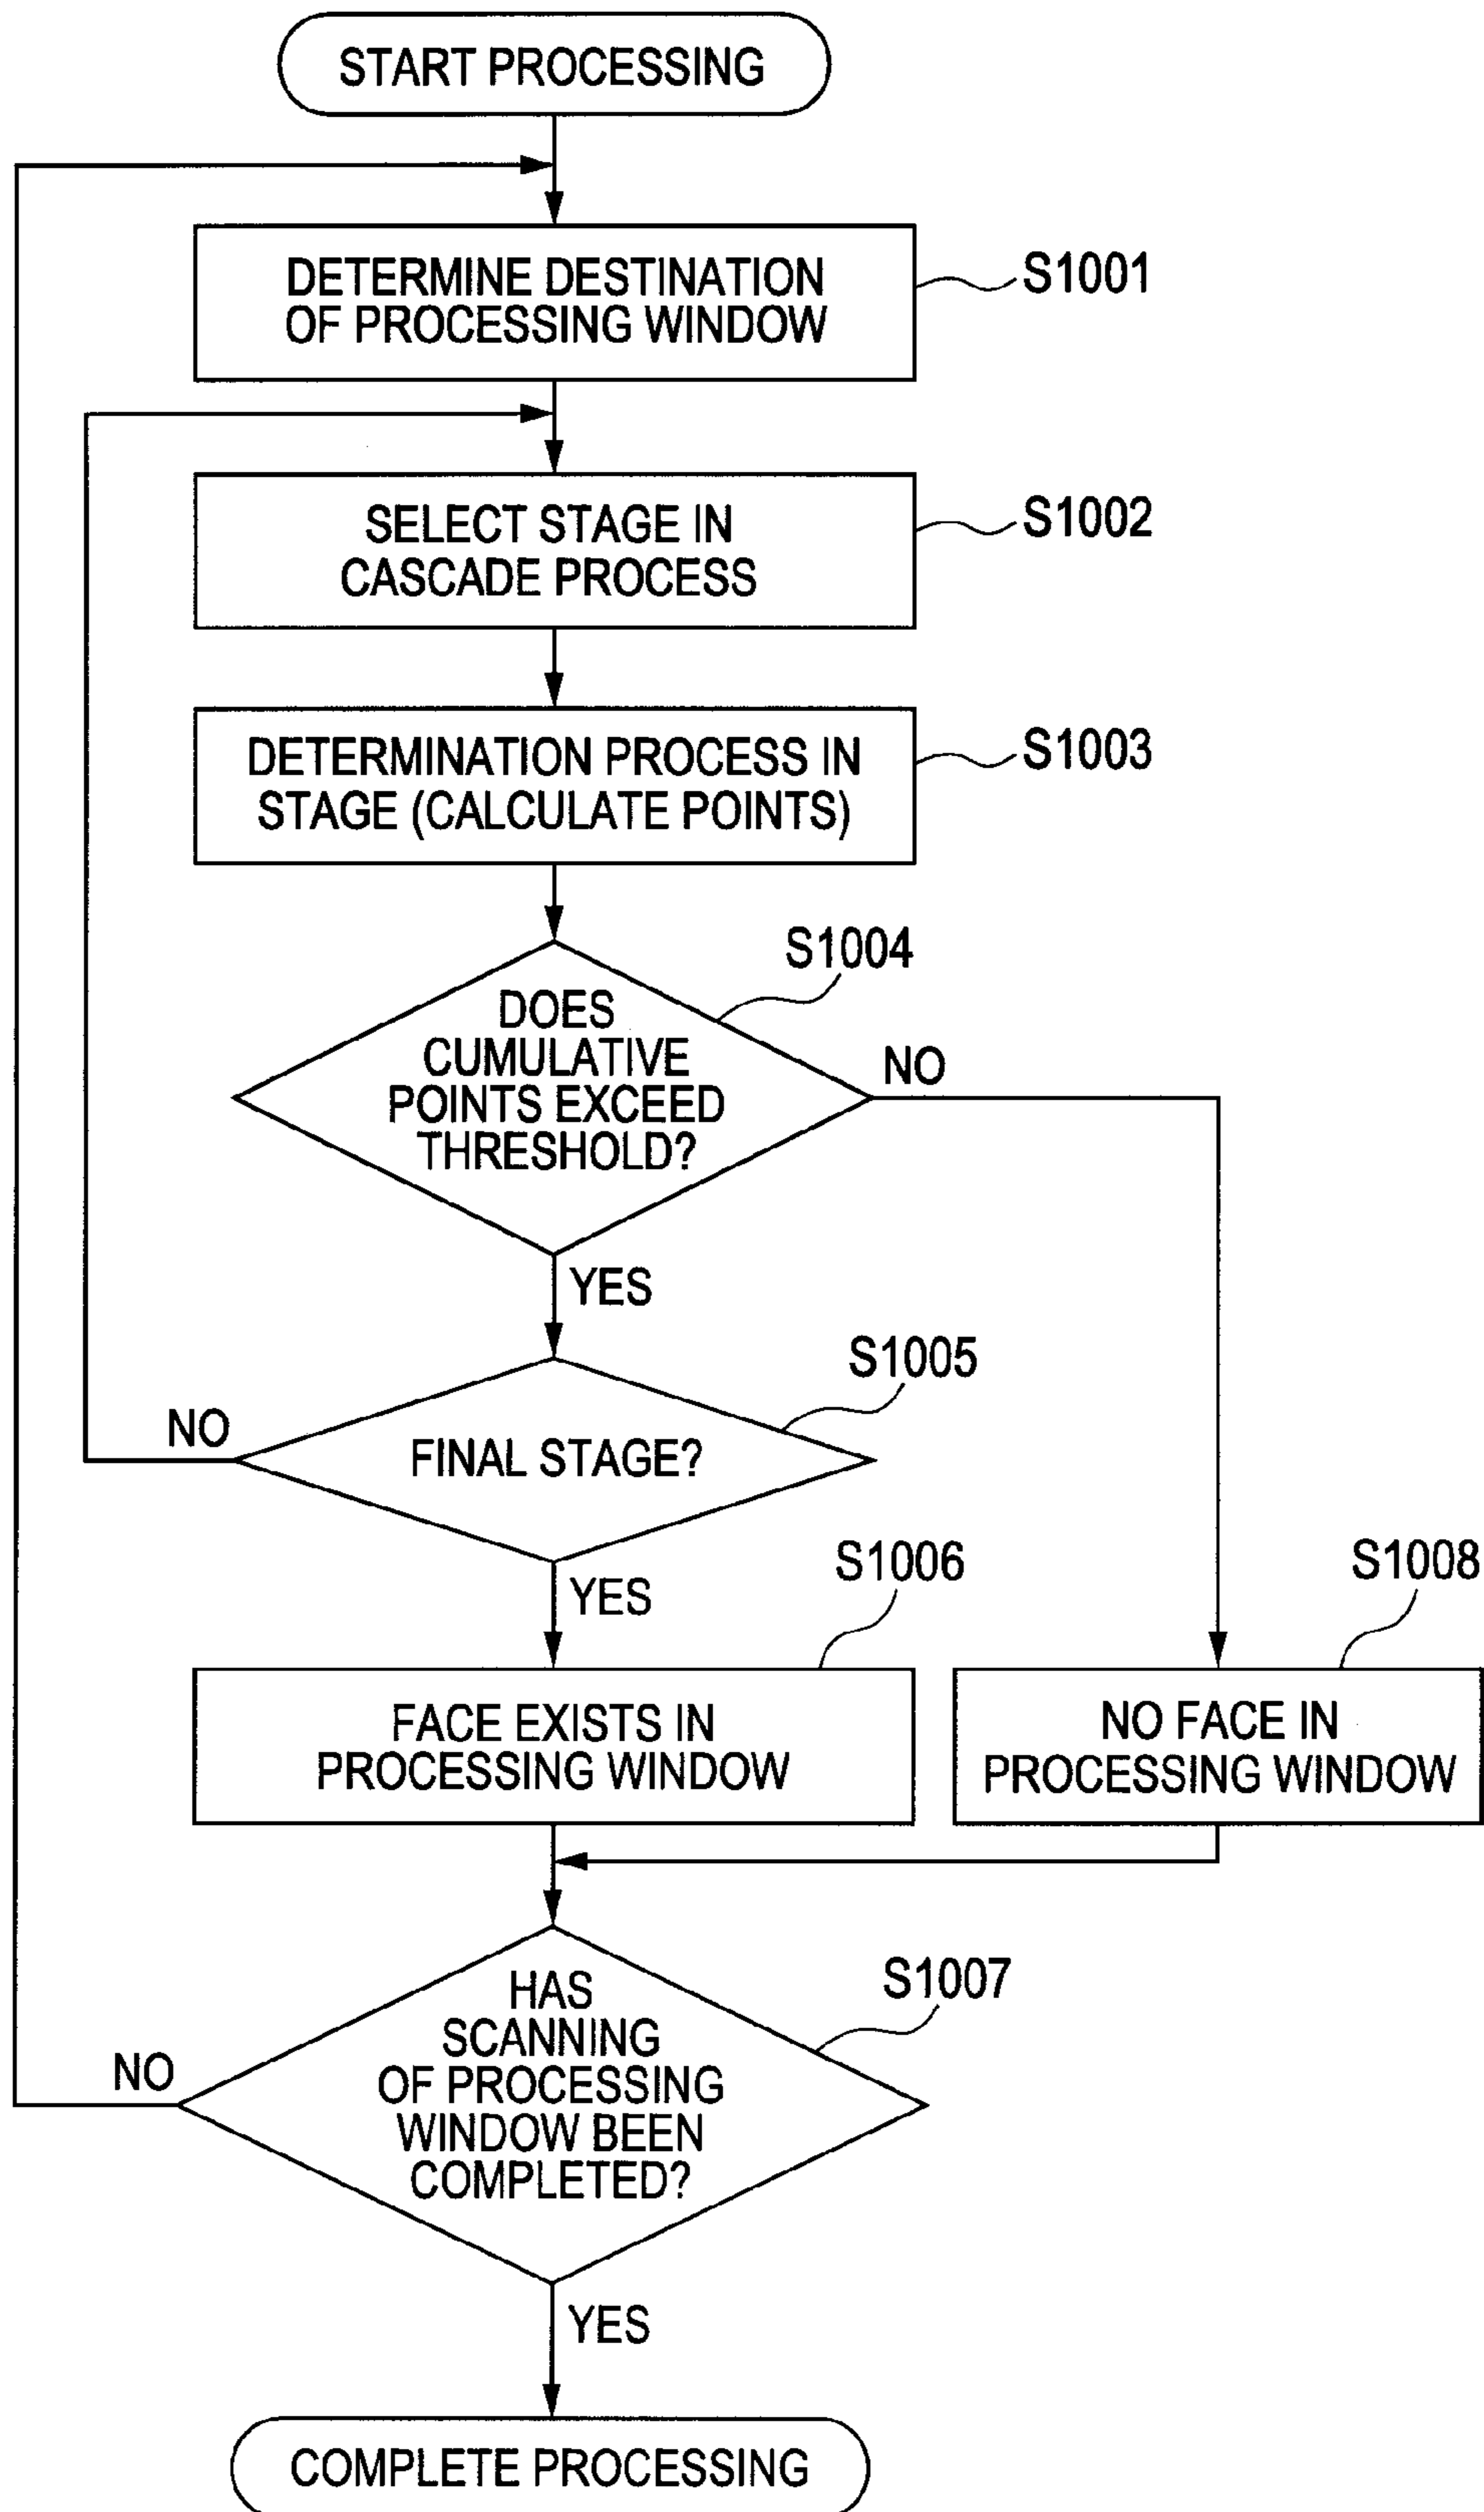 START PROCESSING
DETERMINE DESTINATION
OF PROCESSING WINDOW
S1001
SELECT STAGE IN
CASCADE PROCESS
S1002
DETERMINATION PROCESS IN
STAGE (CALCULATE POINTS)
S1003
S1004
DOES
CUMULATIVE
POINTS EXCEED
THRESHOLD?
NO
YES
S1005
NO
FINAL STAGE?
YES
S1006
S1008
FACE EXISTS IN
PROCESSING WINDOW
NO FACE IN
PROCESSING WINDOW
S1007
HAS
SCANNING
OF PROCESSING
WINDOW BEEN
COMPLETED?
NO
YES
COMPLETE PROCESSING